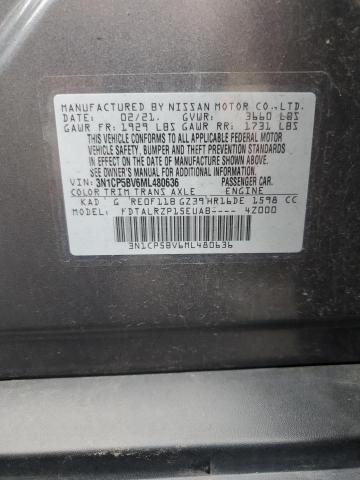 MANUFACTURED BY NISSAN MOTOR CO., LTD.
DATE: 02/21. GVWR: 3660 LBS
GAWR FR: 1929 LBS GAWR RR: 1731 LBS
THIS VEHICLE CONFORMS TO ALL APPLICABLE FEDERAL MOTOR
VEHICLE SAFETY, BUMPER AND THEFT PREVENTION STANDARDS
IN EFFECT ON THE DATE OF MANUFACTURE SHOWN ABOVE.
SEE OWNER'S MANUAL AND DECAL FOR ADDITIONAL LOADS
VIN: 3N1CP5BV6ML480636 PASSENGER CAR.
COLOR TRIM TRANS AXLE ENGINE
KAD G RE0F11B GZ39 HR16DE 1598 CC
MODEL: FDTALRZP15EUAB---- 4Z000
3N1CP5BV6ML480636